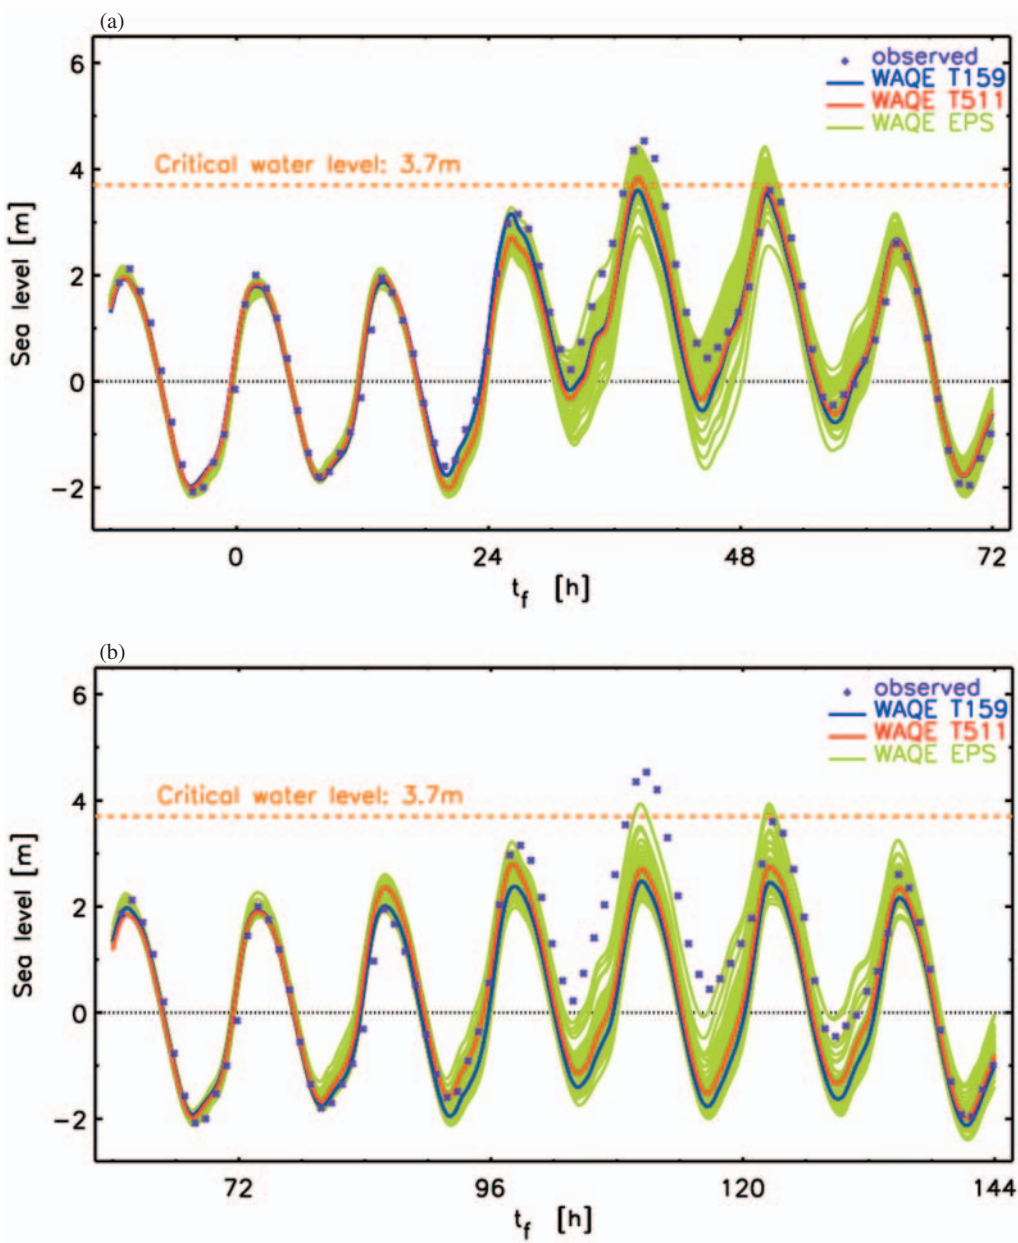 (a)
6
4
2
0
−2
Sea level [m]
observed
WAQE T159
WAQE T511
WAQE EPS
Critical water level: 3.7m
0 24 48 72
t_f [h]
(b)
6
4
2
0
−2
Sea level [m]
observed
WAQE T159
WAQE T511
WAQE EPS
Critical water level: 3.7m
72 96 120 144
t_f [h]